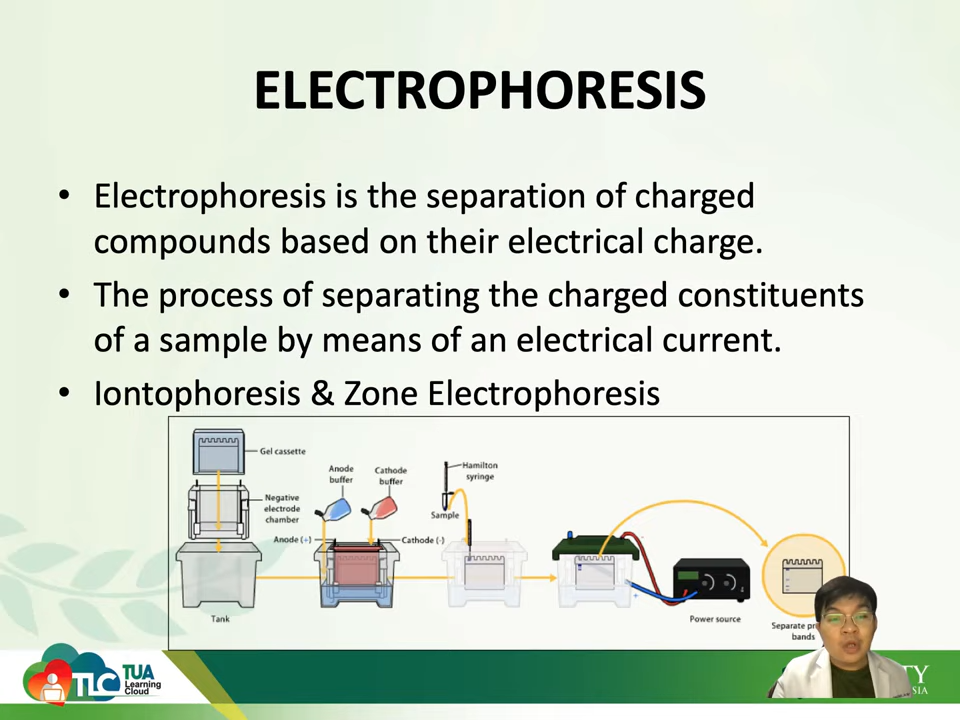 ELECTROPHORESIS
• Electrophoresis is the separation of charged
compounds based on their electrical charge.
• The process of separating the charged constituents
of a sample by means of an electrical current.
• Iontophoresis & Zone Electrophoresis
Gel cassette
Negative
electrode
chamber
Tank
Anode
buffer
Cathode
buffer
Anode (+)
Cathode (-)
Hamilton
syringe
Sample
-
+
Power source
Separate
bands
TLC
TUA
Learning
Cloud